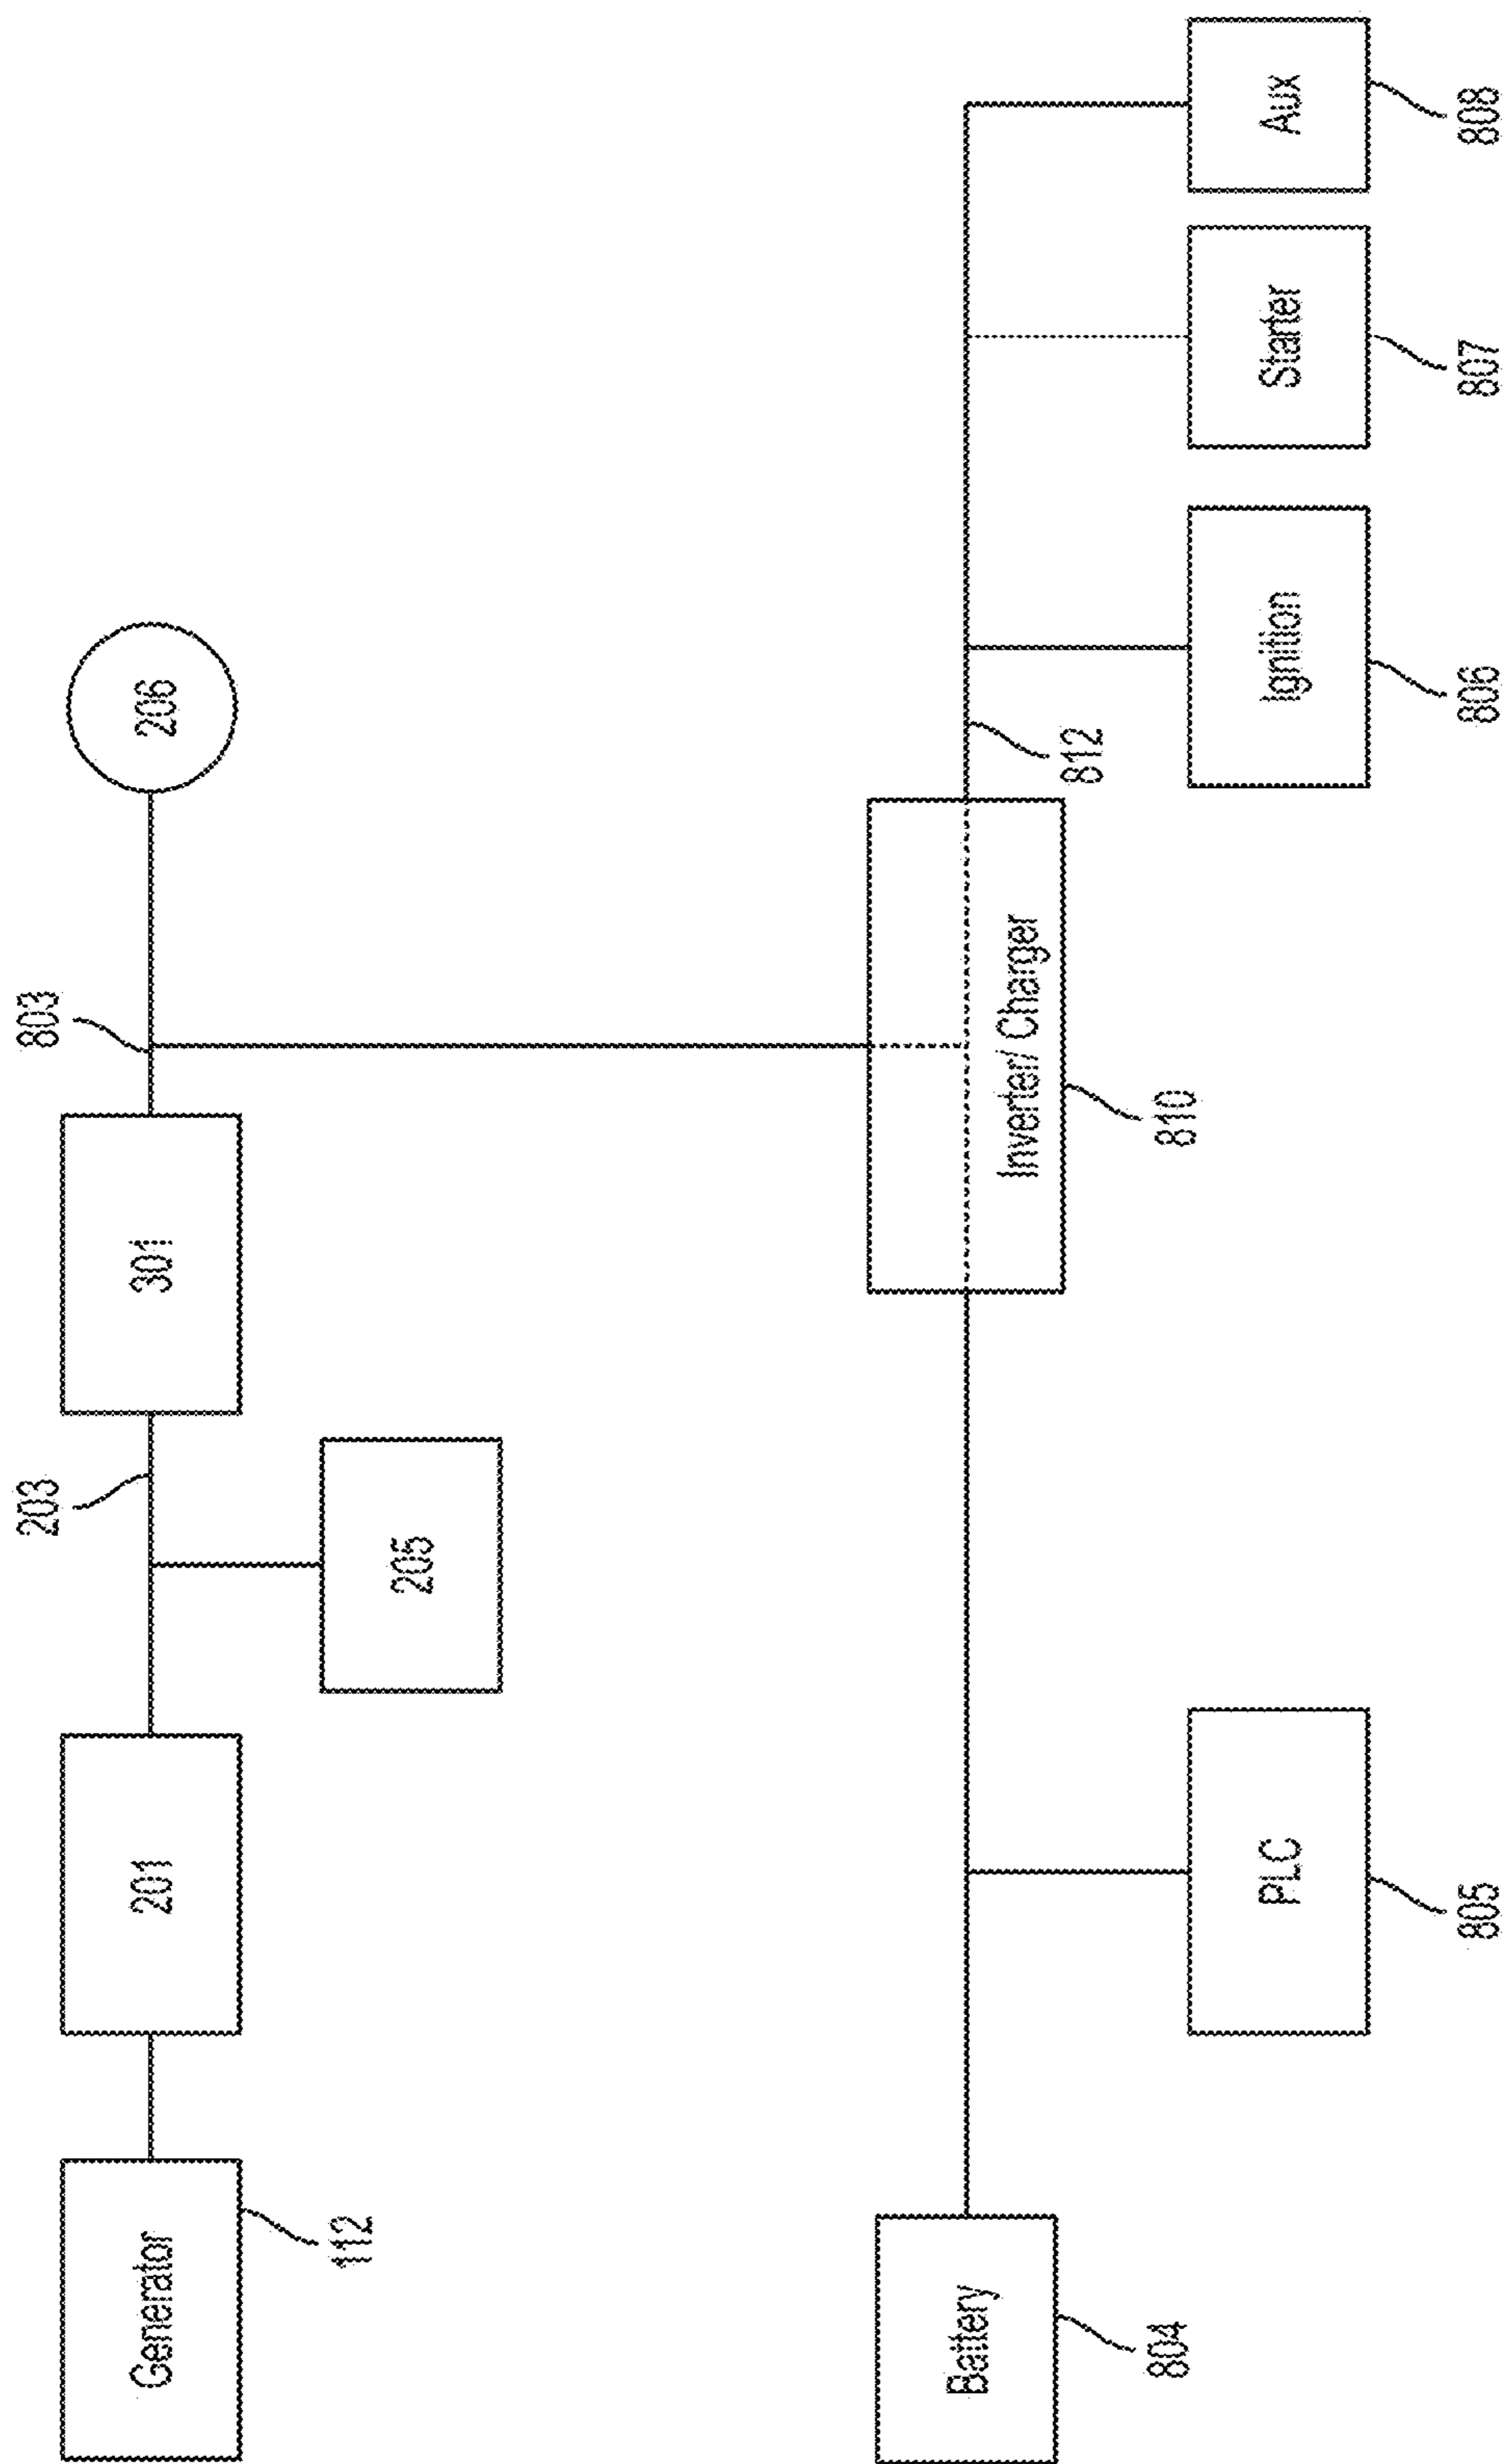 203
803
Generator
201
301
206
112
205
Battery
Inverter/ Charger
812
804
810
PLC
Ignition
Starter
Aux
805
806
807
808